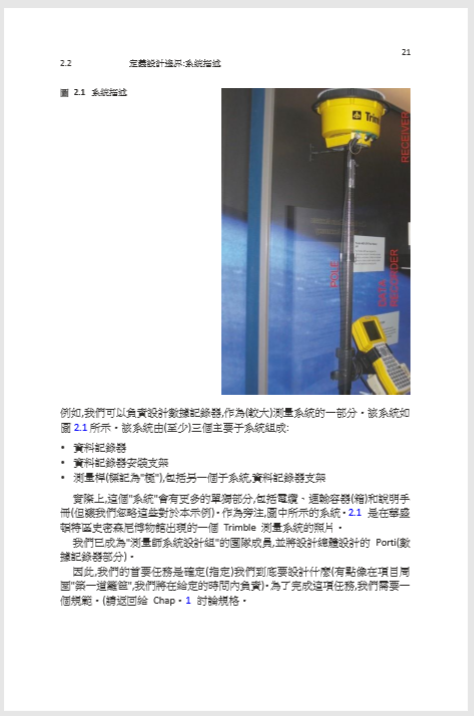 21
2.2 定義設計邊界:系統描述
圖 2.1 系統描述
Trim
RECEIVER
POLE
DATA
RECORDER
例如,我們可以負責設計數據記錄器,作為(較大)測量系統的一部分。該系統如
圖 2.1 所示。該系統由(至少)三個主要子系統組成:
• 資料記錄器
• 資料記錄器安裝支架
• 測量桿(標記為"極"),包括另一個子系統,資料記錄器支架
實際上,這個"系統"會有更多的單獨部分,包括電纜、運輸容器(箱)和說明手
冊(但讓我們忽略這些對於本示例)。作為旁注,圖中所示的系統。2.1 是在華盛
頓特區史密森尼博物館出現的一個 Trimble 測量系統的照片。
我們已成為"測量師系統設計組"的團隊成員,並將設計總體設計的 Porti(數
據記錄器部分)。
因此,我們的首要任務是確定(指定)我們到底要設計什麼(有點像在項目周
圍"築一道籬笆",我們將在給定的時間內負責)。為了完成這項任務,我們需要一
個規範。(請返回給 Chap。1 討論規格。